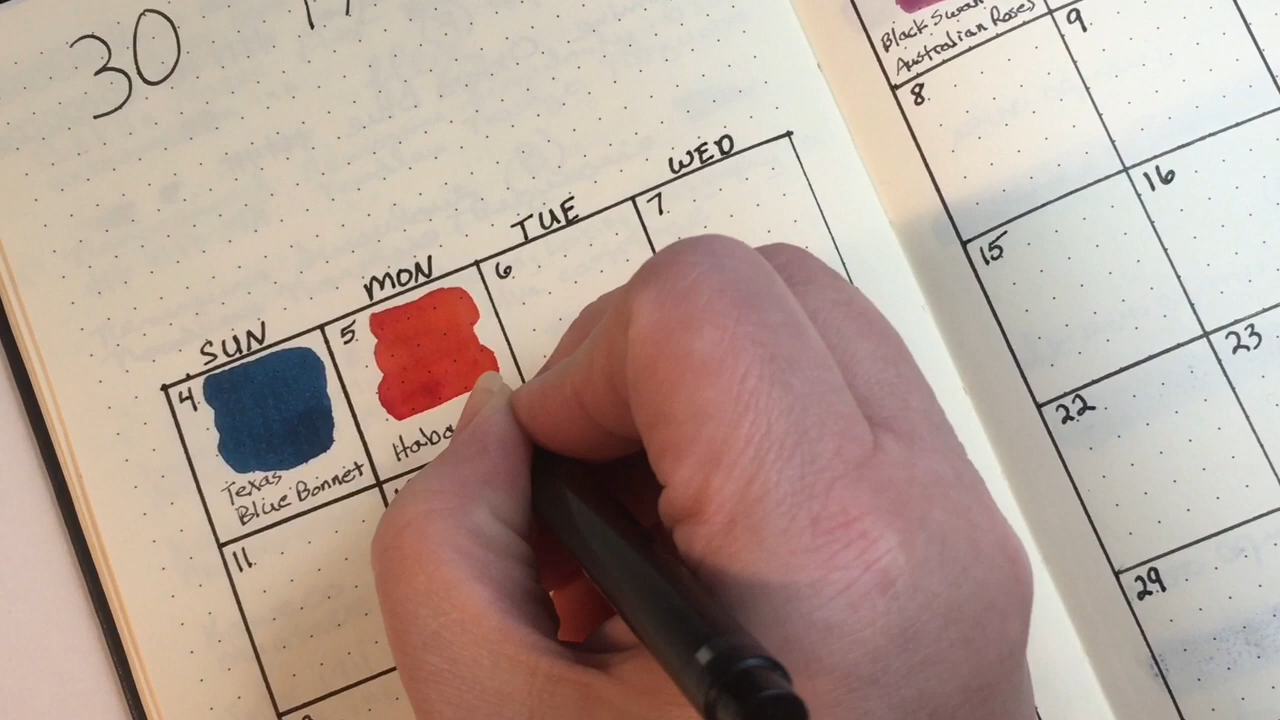 30
Black Swan
Australian Roses
8
9
15
16
22
23
29
SUN
MON
TUE
WED
4.
5.
6
7.
Texas
Blue Bonnet
11.